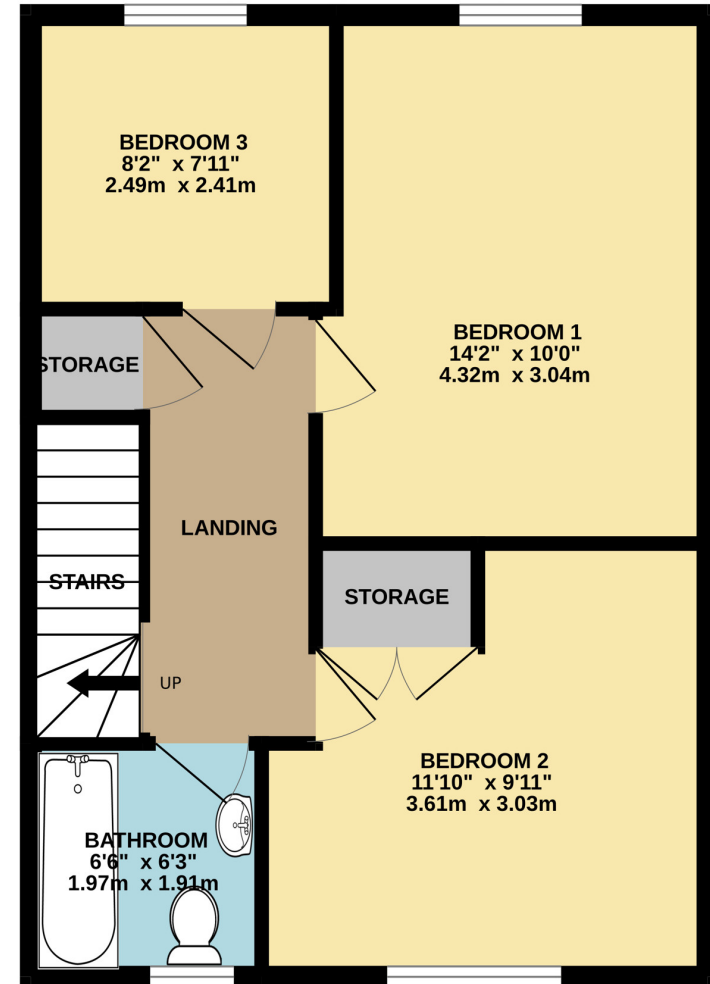 BEDROOM 3
8'2" x 7'11"
2.49m x 2.41m
BEDROOM 1
14'2" x 10'0"
4.32m x 3.04m
STORAGE
LANDING
STAIRS
STORAGE
UP
BEDROOM 2
11'10" x 9'11"
3.61m x 3.03m
BATHROOM
6'6" x 6'3"
1.97m x 1.91m